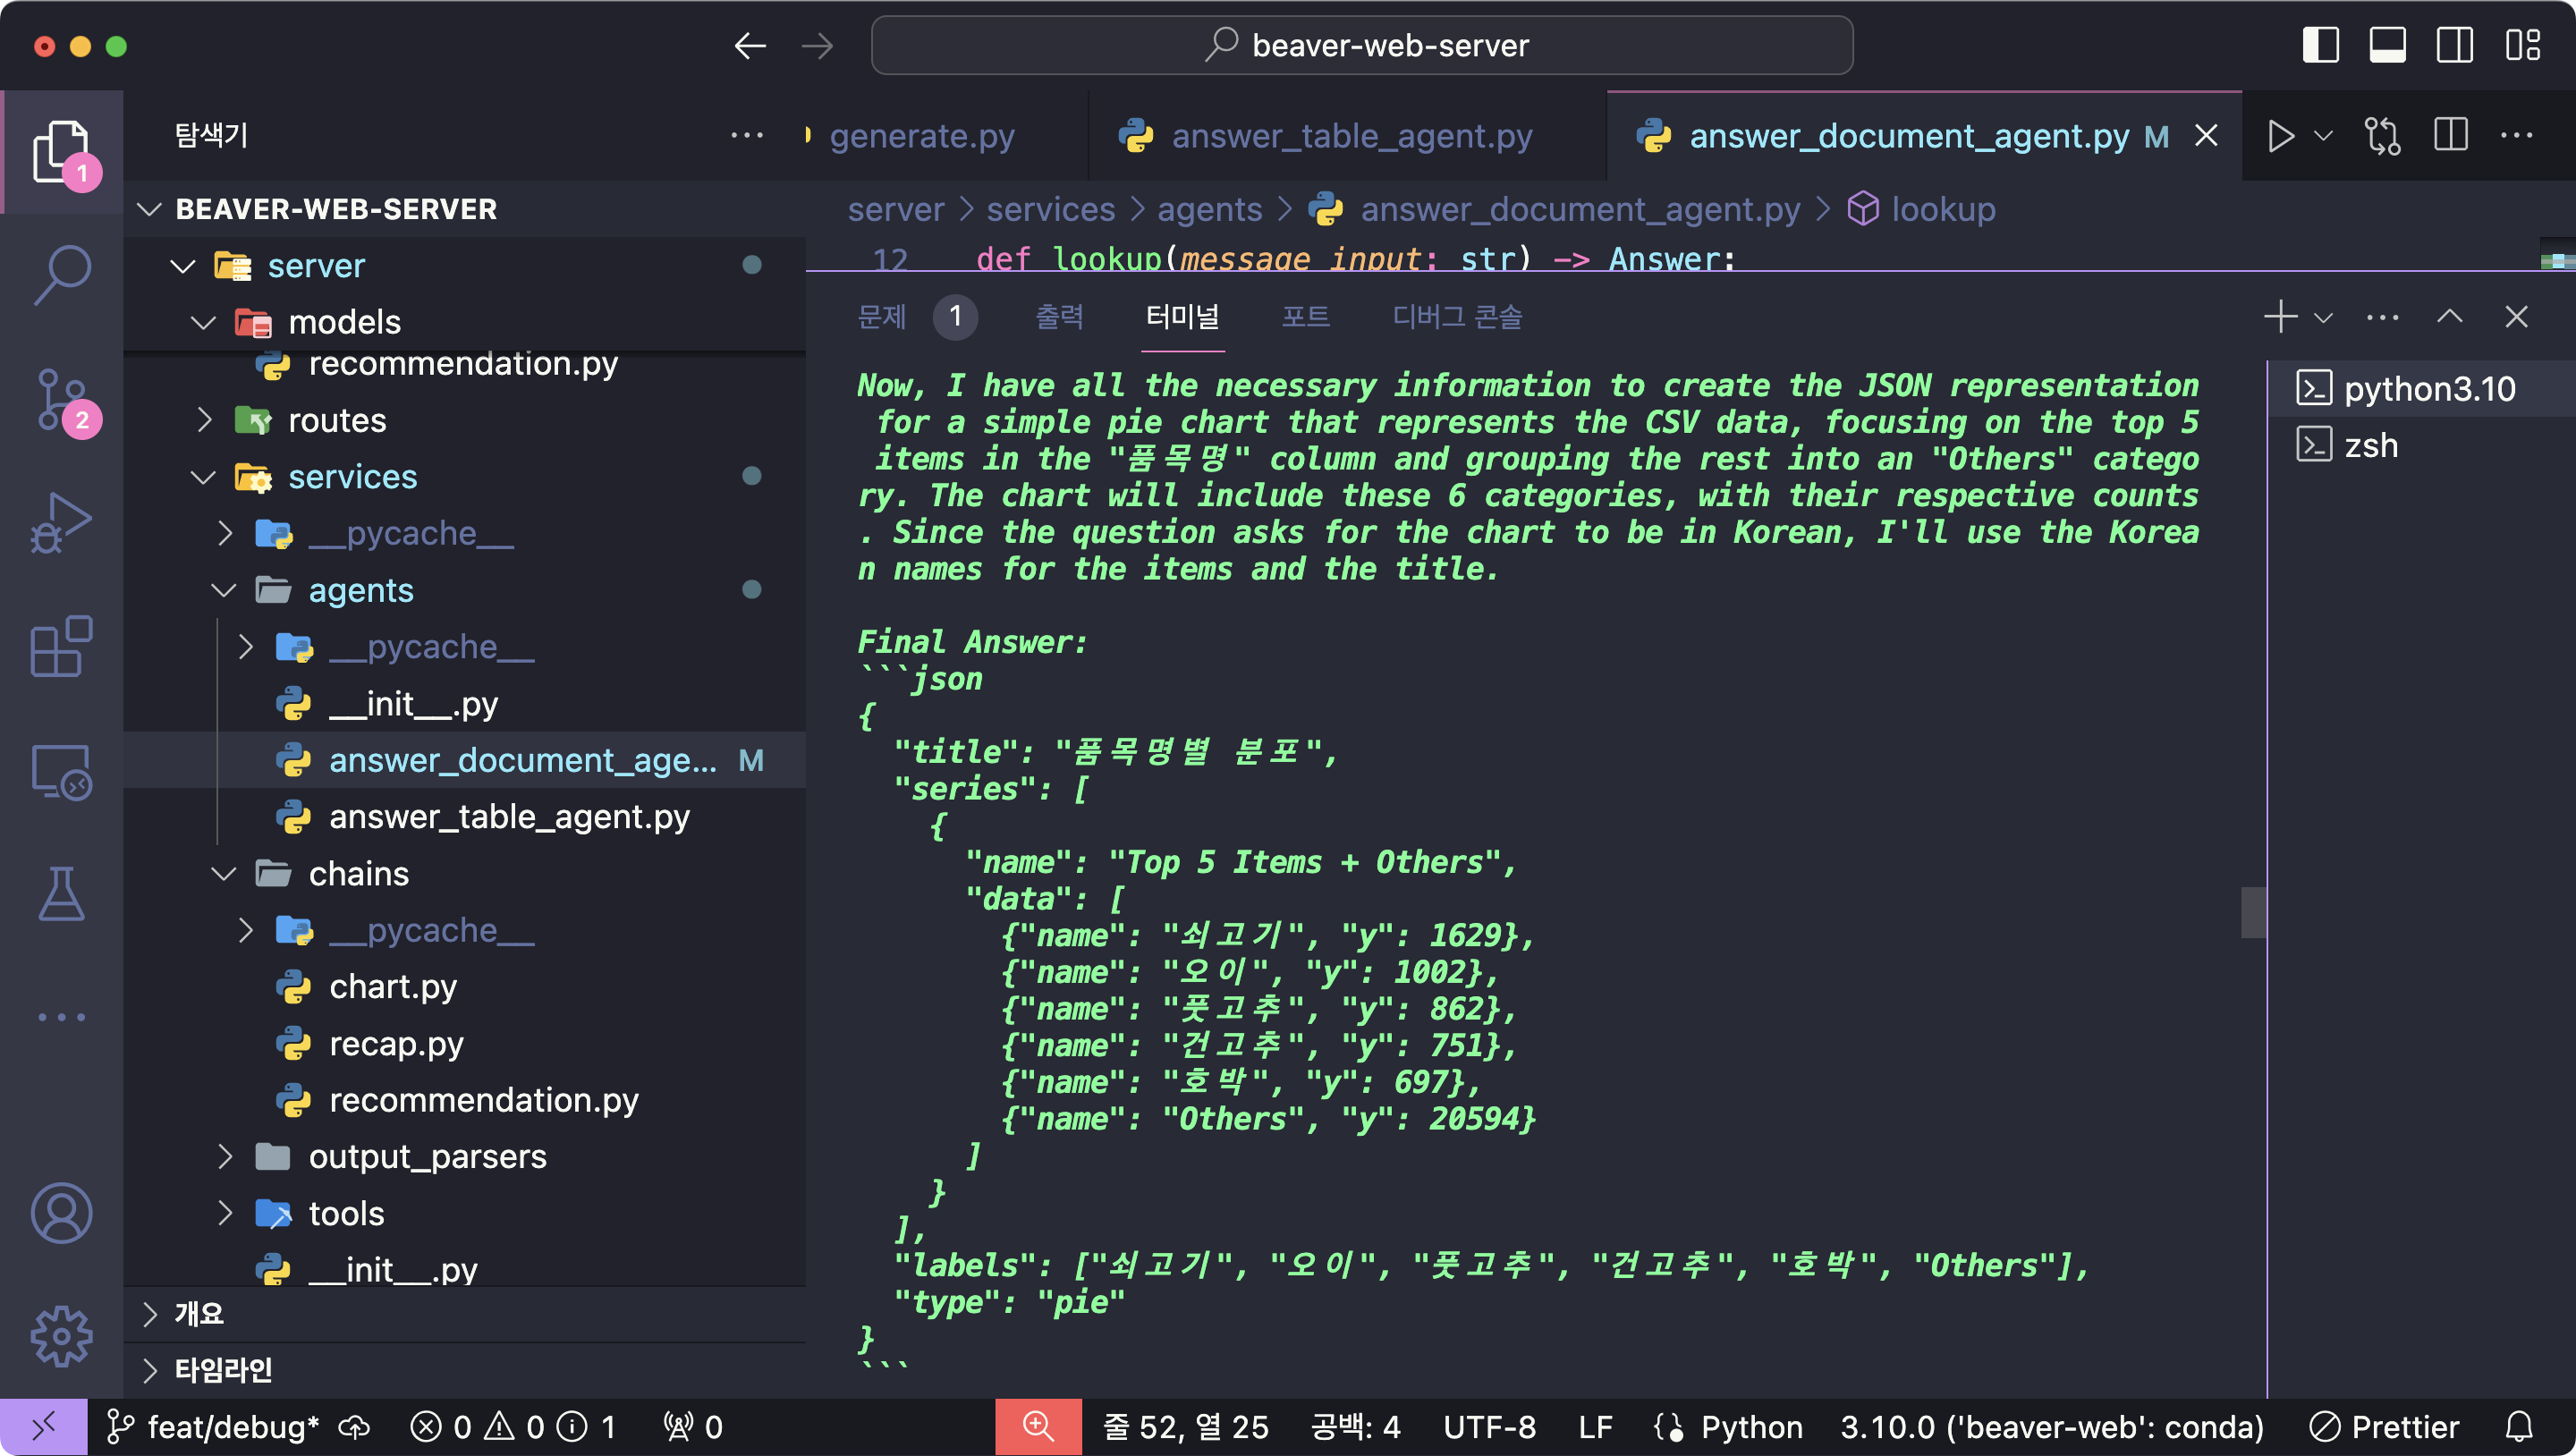 beaver-web-server
탐색기
generate.py
answer_table_agent.py
answer_document_agent.py M
1
2
BEAVER-WEB-SERVER
server
models
recommendation.py
routes
services
__pycache__
agents
__pycache__
__init__.py
answer_document_age... M
answer_table_agent.py
chains
__pycache__
chart.py
recap.py
recommendation.py
output_parsers
tools
__init__.py
개요
타임라인
server > services > agents > answer_document_agent.py > lookup
12 def lookup(message_input: str) -> Answer:
문제 1 출력 터미널 포트 디버그 콘솔
Now, I have all the necessary information to create the JSON representation
for a simple pie chart that represents the CSV data, focusing on the top 5
items in the "품목명" column and grouping the rest into an "Others" catego
ry. The chart will include these 6 categories, with their respective counts
. Since the question asks for the chart to be in Korean, I'll use the Korea
n names for the items and the title.
Final Answer:
```json
{
"title": "품목명별 분포",
"series": [
{
"name": "Top 5 Items + Others",
"data": [
{"name": "쇠고기", "y": 1629},
{"name": "오이", "y": 1002},
{"name": "풋고추", "y": 862},
{"name": "건고추", "y": 751},
{"name": "호박", "y": 697},
{"name": "Others", "y": 20594}
]
}
],
"labels": ["쇠고기", "오이", "풋고추", "건고추", "호박", "Others"],
"type": "pie"
}
```
python3.10
zsh
feat/debug* 0 0 1 0 줄 52, 열 25 공백: 4 UTF-8 LF Python 3.10.0 ('beaver-web': conda) Prettier